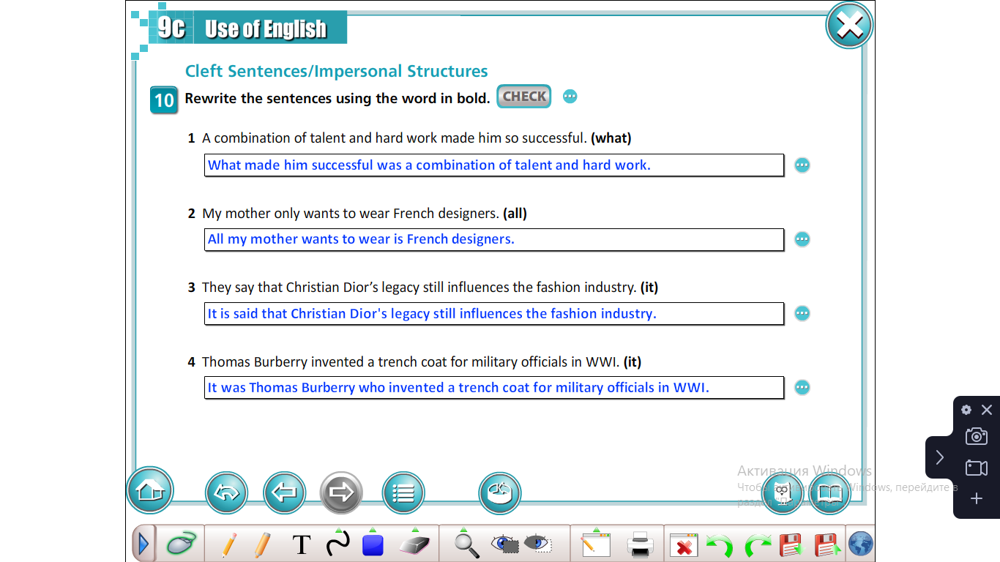 9c Use of English
Cleft Sentences/Impersonal Structures
10 Rewrite the sentences using the word in bold. CHECK
1 A combination of talent and hard work made him so successful. (what)
What made him successful was a combination of talent and hard work.
2 My mother only wants to wear French designers. (all)
All my mother wants to wear is French designers.
3 They say that Christian Dior’s legacy still influences the fashion industry. (it)
It is said that Christian Dior's legacy still influences the fashion industry.
4 Thomas Burberry invented a trench coat for military officials in WWI. (it)
It was Thomas Burberry who invented a trench coat for military officials in WWI.
Активация Windows
Windows, перейдите в
раздел
T